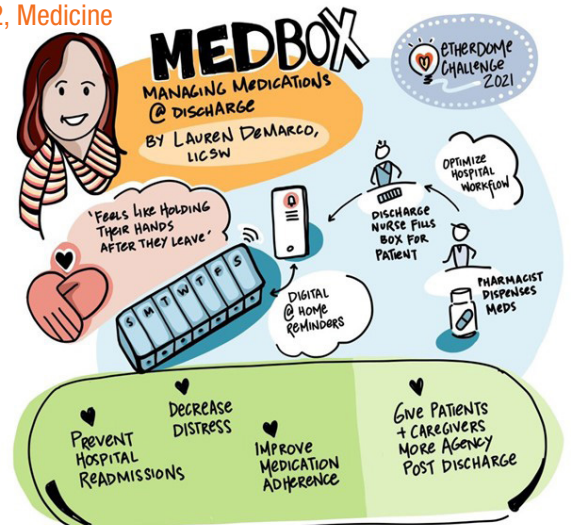 2, Medicine
MEDBOX
MANAGING MEDICATIONS
@ DISCHARGE
BY LAUREN DEMARCO,
LICSW
ETHERDOME
CHALLENGE
2021
'FEELS LIKE HOLDING
THEIR HANDS
AFTER THEY LEAVE'
S M T W T F S
DIGITAL
@ HOME
REMINDERS
DISCHARGE
NURSE FILLS
BOX FOR
PATIENT
OPTIMIZE
HOSPITAL
WORKFLOW
PHARMACIST
DISPENSES
MEDS
PREVENT
HOSPITAL
READMISSIONS
DECREASE
DISTRESS
IMPROVE
MEDICATION
ADHERENCE
GIVE PATIENTS
+ CAREGIVERS
MORE AGENCY
POST DISCHARGE